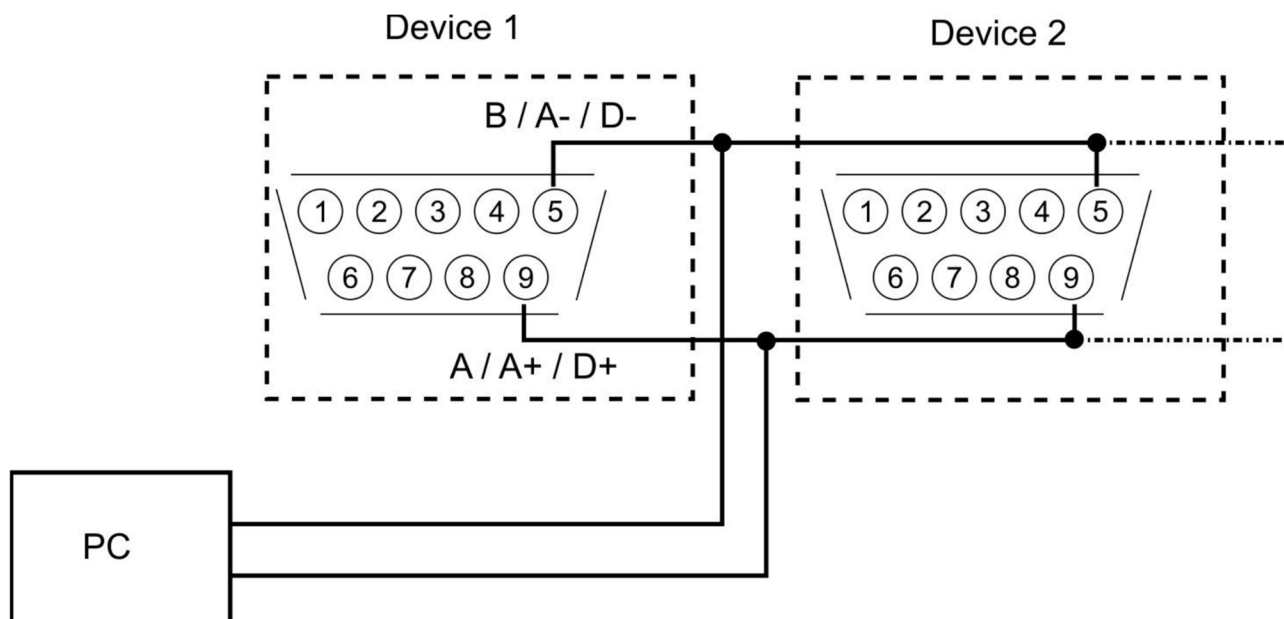 Device 1
Device 2
B / A- / D-
1 2 3 4 5
6 7 8 9
1 2 3 4 5
6 7 8 9
A / A+ / D+
PC